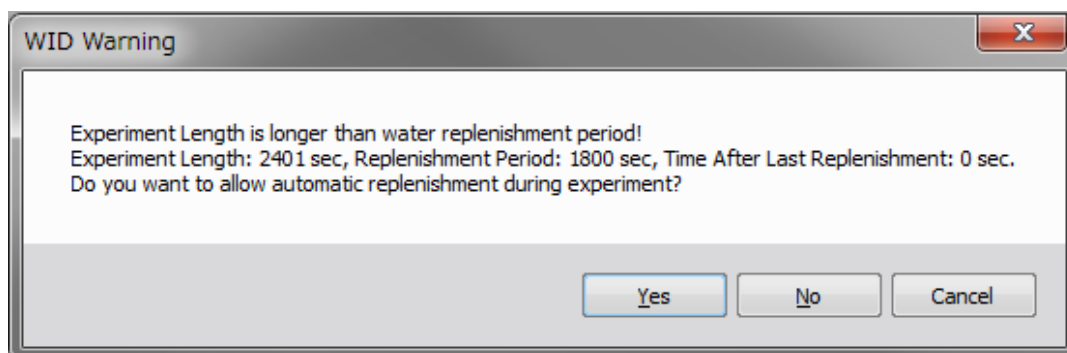 WID Warning
Experiment Length is longer than water replenishment period!
Experiment Length: 2401 sec, Replenishment Period: 1800 sec, Time After Last Replenishment: 0 sec.
Do you want to allow automatic replenishment during experiment?
Yes No Cancel